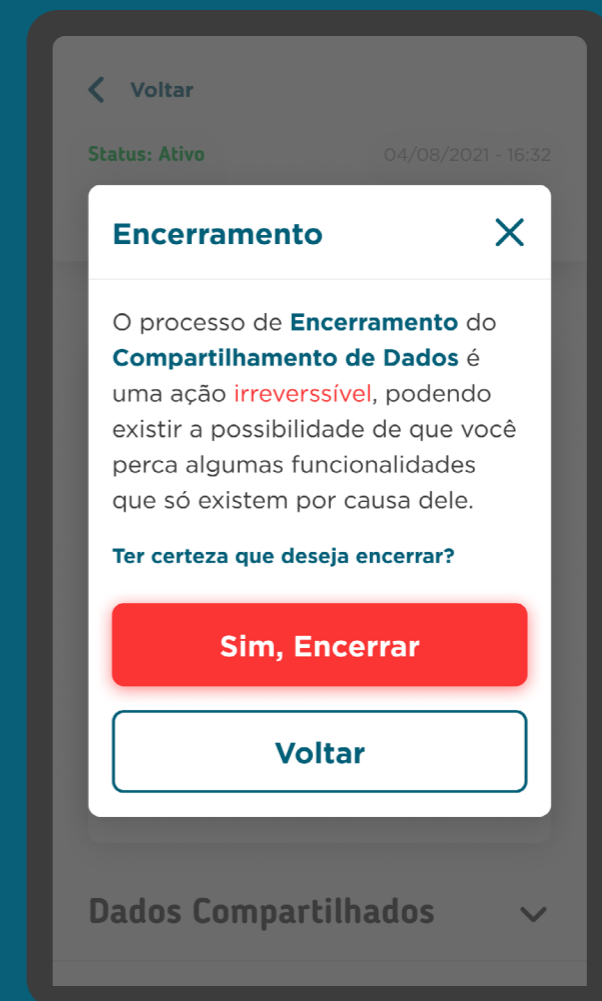 Voltar
Status: Ativo 04/08/2021 - 16:32
Encerramento
O processo de Encerramento do
Compartilhamento de Dados é
uma ação irreverssível, podendo
existir a possibilidade de que você
perca algumas funcionalidades
que só existem por causa dele.
Ter certeza que deseja encerrar?
Sim, Encerrar
Voltar
Dados Compartilhados